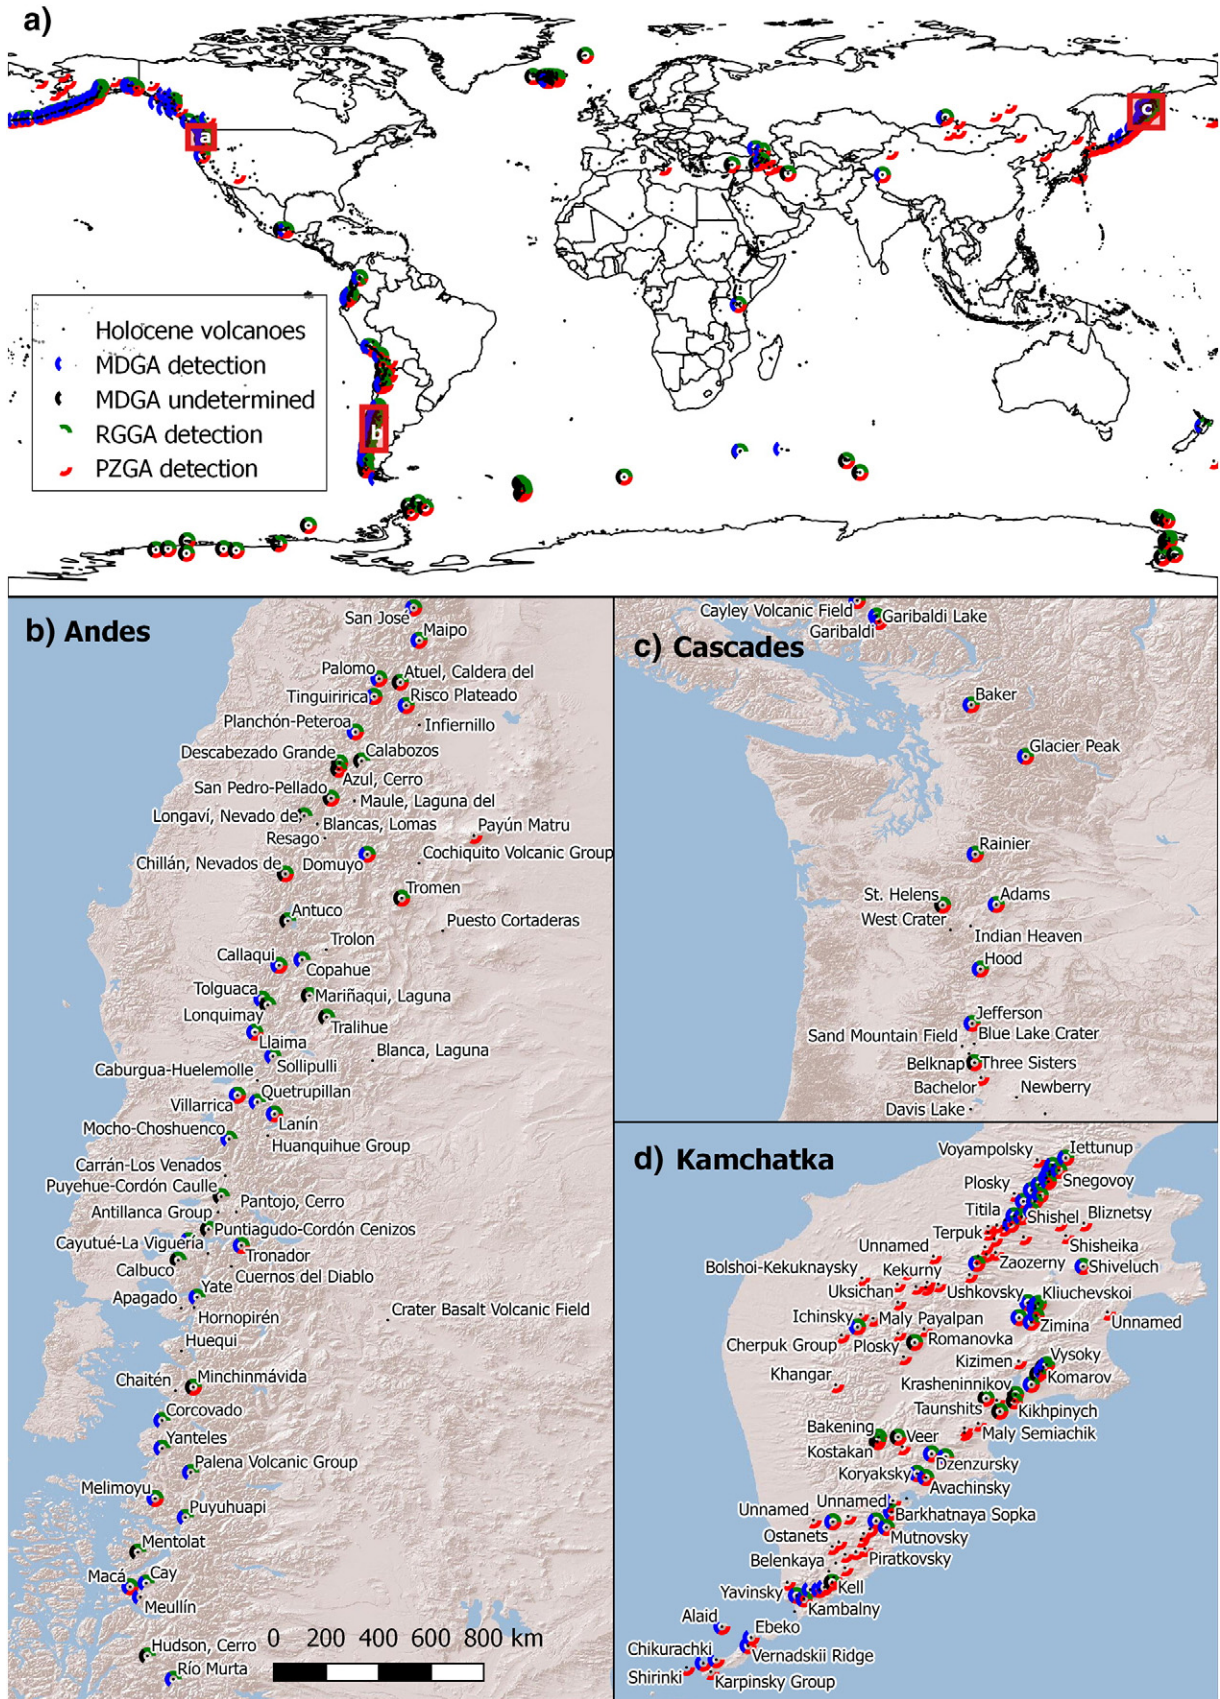 a)
a
b
c
Holocene volcanoes
MDGA detection
MDGA undetermined
RGGA detection
PZGA detection
b) Andes
San José
Maipo
Palomo
Atuel, Caldera del
Tinguiririca
Risco Plateado
Planchón-Peteroa
Infiernillo
Descabezado Grande
Calabozos
Azul, Cerro
San Pedro-Pellado
Maule, Laguna del
Longaví, Nevado de
Blancas, Lomas
Payún Matru
Resago
Cochiquito Volcanic Group
Chillán, Nevados de
Domuyo
Tromen
Antuco
Puesto Cortaderas
Trolon
Callaqui
Copahue
Tolguaca
Mariñaqui, Laguna
Lonquimay
Tralihue
Llaima
Blanca, Laguna
Sollipulli
Caburgua-Huelemolle
Quetrupillan
Villarrica
Lanín
Mocho-Choshuenco
Huanquihue Group
Carrán-Los Venados
Puyehue-Cordón Caulle
Pantojo, Cerro
Antillanca Group
Puntiagudo-Cordón Cenizos
Cayutué-La Viguería
Tronador
Calbuco
Cuernos del Diablo
Yate
Apagado
Hornopirén
Crater Basalt Volcanic Field
Huequi
Minchinmávida
Chaitén
Corcovado
Yanteles
Palena Volcanic Group
Melimoyu
Puyuhuapi
Mentolat
Macá
Cay
Meullín
Hudson, Cerro
Río Murta
0 200 400 600 800 km
c) Cascades
Cayley Volcanic Field
Garibaldi Lake
Garibaldi
Baker
Glacier Peak
Rainier
St. Helens
Adams
West Crater
Indian Heaven
Hood
Jefferson
Sand Mountain Field
Blue Lake Crater
Belknap
Three Sisters
Bachelor
Newberry
Davis Lake
d) Kamchatka
Voyampolsky
Iettunup
Plosky
Snegovoy
Titila
Shishel
Bliznetsy
Terpuk
Shisheika
Unnamed
Zaozerny
Shiveluch
Bolshoi-Kekuknaysky
Kekurny
Uksichan
Ushkovsky
Kliuchevskoi
Ichinsky
Maly Payalpan
Zimina
Unnamed
Cherpuk Group
Plosky
Romanovka
Khangar
Kizimen
Vysoky
Komarov
Krasheninnikov
Taunshits
Kikhpinych
Bakening
Veer
Maly Semiachik
Kostakan
Dzenzursky
Koryaksky
Avachinsky
Unnamed
Unnamed
Barkhatnaya Sopka
Ostanets
Mutnovsky
Belenkaya
Piratkovsky
Yavinsky
Kell
Kambalny
Alaid
Ebeko
Chikurachki
Vernadskii Ridge
Shirinki
Karpinsky Group